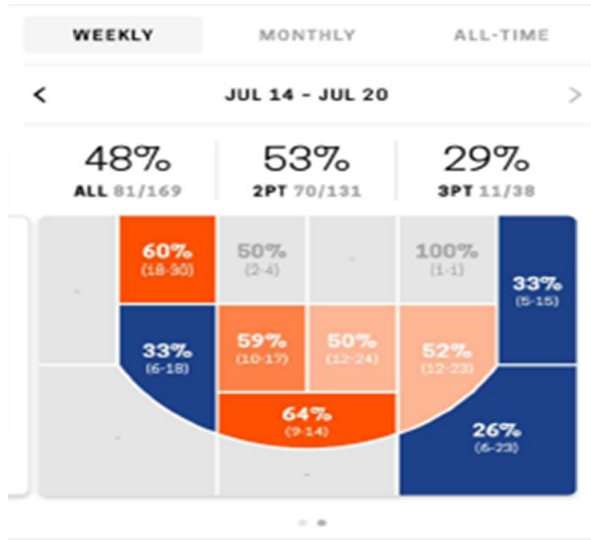 WEEKLY MONTHLY ALL-TIME
< JUL 14 - JUL 20 >
48% 53% 29%
ALL 81/169 2PT 70/131 3PT 11/38
60% 50% 100%
(18-30) (2-4) - (1-1)
33%
- (5-15)
59% 50%
33% (10-17) (12-24) 52%
(6-18) (12-23)
64%
(9-14) 26%
- (6-23)
-